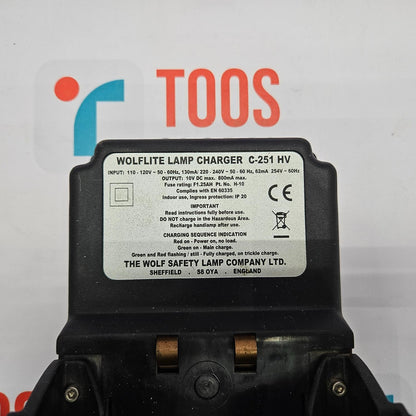 TOOS
WOLFLITE LAMP CHARGER C-251 HV
INPUT: 110 - 120V ~ 50 - 60Hz, 130mA: 220 - 240V ~ 50 - 60 Hz, 62mA 254V ~ 60Hz
OUTPUT: 10V DC max. 800mA max.
Fuse rating: F1.25AH Pt. No. H-10
Complies with EN 60335
Indoor use, Ingress protection: IP 20
IMPORTANT
Read instructions fully before use.
DO NOT charge in the Hazardous Area.
Recharge handlamp after use.
CHARGING SEQUENCE INDICATION
Red on - Power on, no load.
Green on - Main charge.
Green and Red flashing / still - Fully charged, on trickle charge.
THE WOLF SAFETY LAMP COMPANY LTD.
SHEFFIELD . S8 OYA . ENGLAND
CE